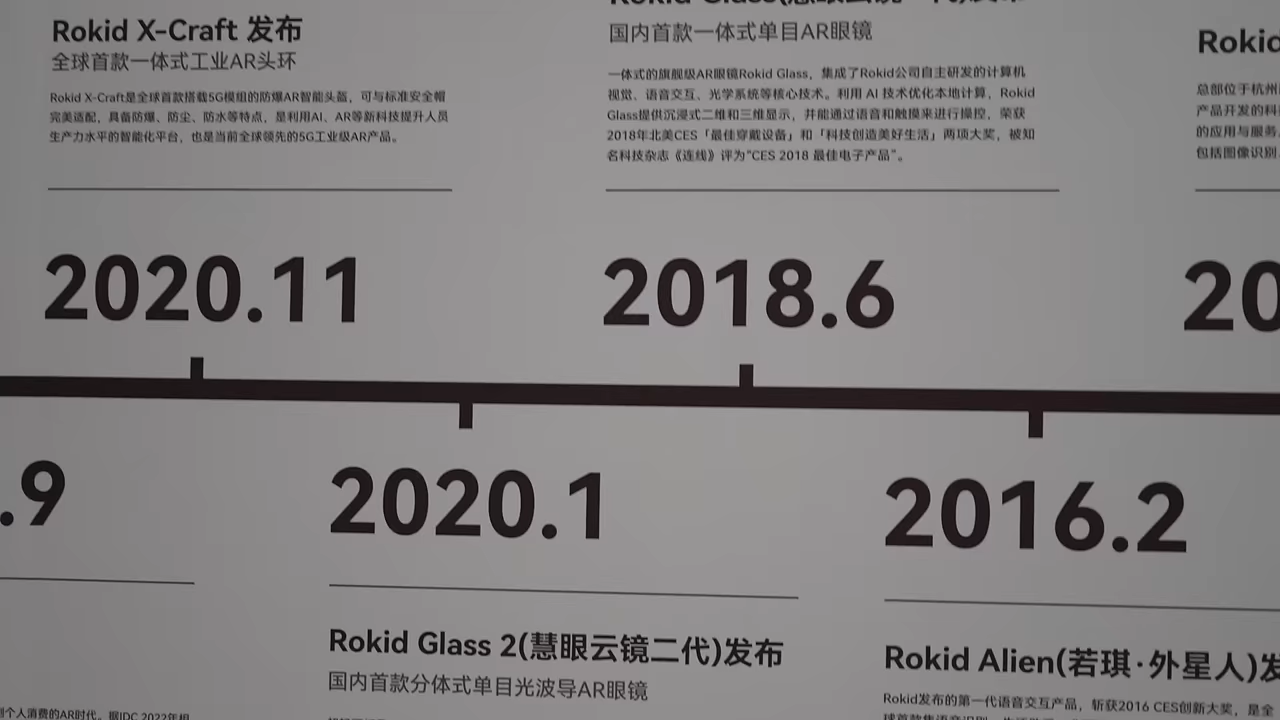 Rokid X-Craft 发布
全球首款一体式工业AR头环
Rokid X-Craft是全球首款搭载5G模组的防爆AR智能头盔，可与标准安全帽
完美适配，具备防爆、防尘、防水等特点，是利用AI、AR等新科技提升人员
生产力水平的智能化平台，也是当前全球领先的5G工业级AR产品。
2020.11
国内首款一体式单目AR眼镜
一体式的旗舰级AR眼镜Rokid Glass，集成了Rokid公司自主研发的计算机
视觉、语音交互、光学系统等核心技术。利用 AI 技术优化本地计算，Rokid
Glass提供沉浸式二维和三维显示，并能通过语音和触摸来进行操控，荣获
2018年北美CES「最佳穿戴设备」和「科技创造美好生活」两项大奖，被知
名科技杂志《连线》评为“CES 2018 最佳电子产品”。
2018.6
Rokid
总部位于杭州
产品开发的科
的应用与服务
包括图像识别
20
.9
个人消费的AR时代。据IDC 2022年相
2020.1
Rokid Glass 2(慧眼云镜二代)发布
国内首款分体式单目光波导AR眼镜
2016.2
Rokid Alien(若琪·外星人)发
Rokid发布的第一代语音交互产品，斩获2016 CES创新大奖，是全